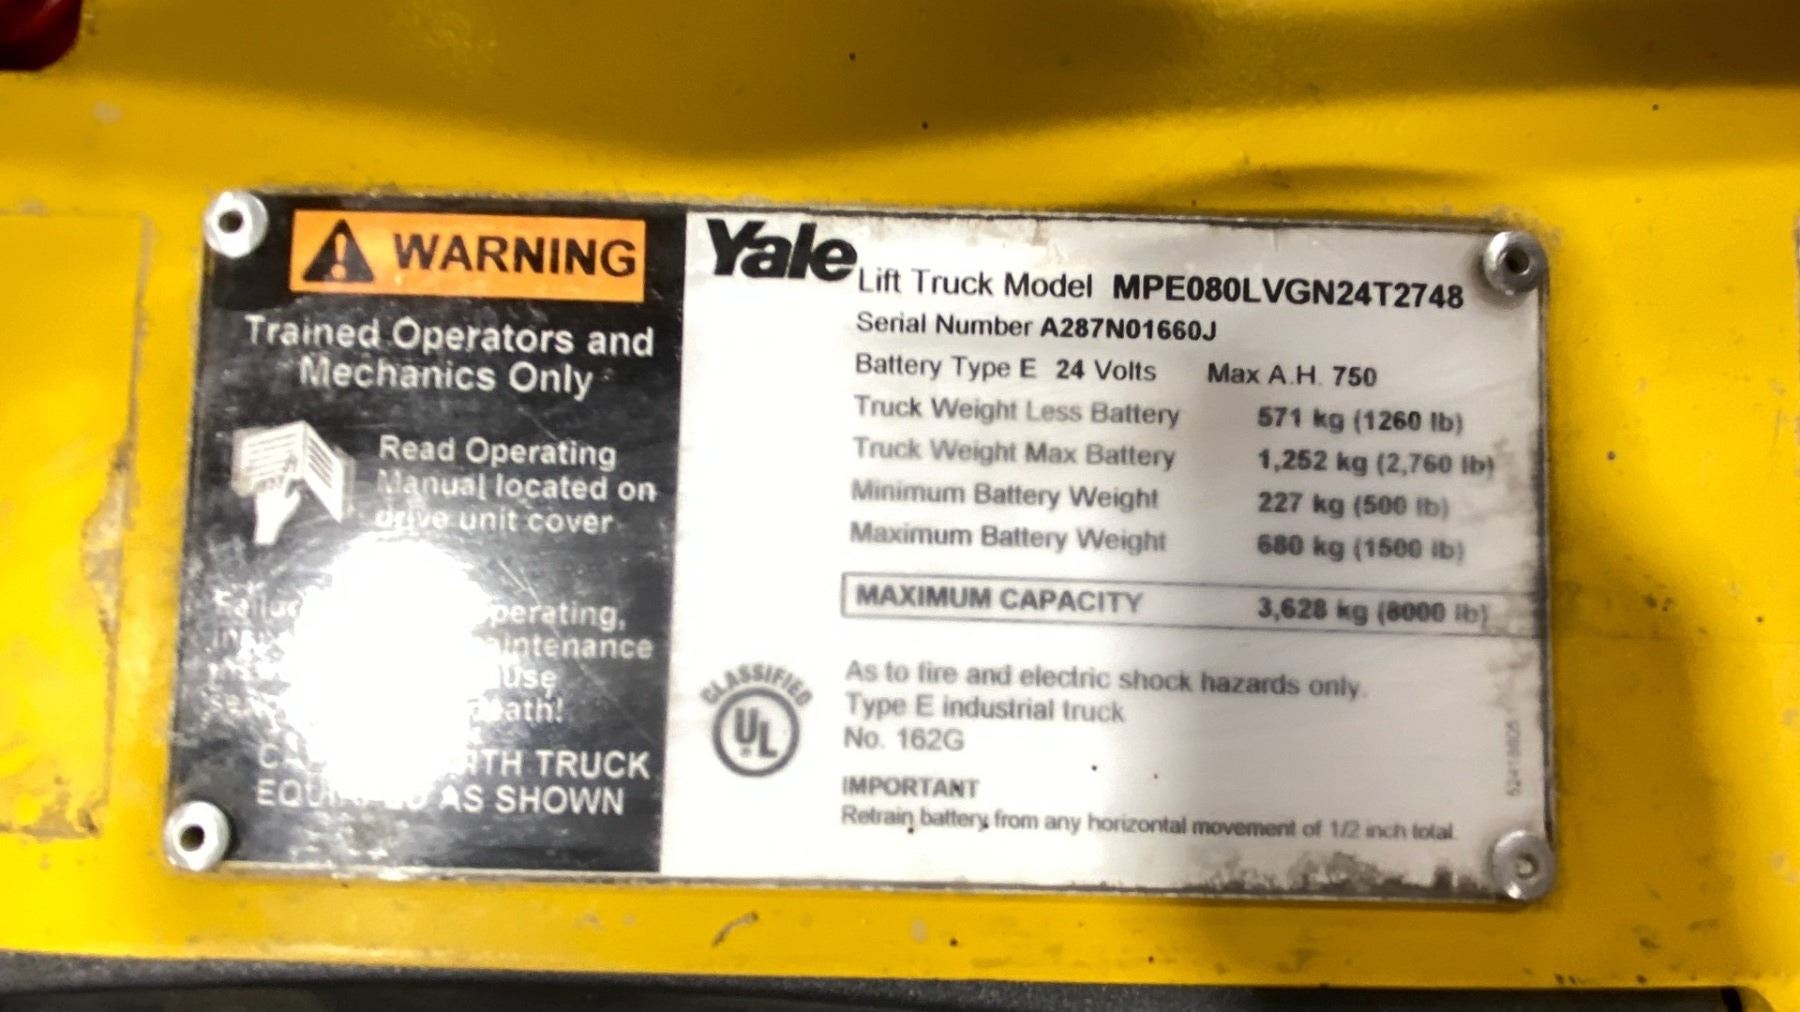 WARNING
Trained Operators and
Mechanics Only
Read Operating
Manual located on
drive unit cover
perating,
intenance
use
eath!
TH TRUCK
AS SHOWN
Yale
Lift Truck Model MPE080LVGN24T2748
Serial Number A287N01660J
Battery Type E 24 Volts Max A.H. 750
Truck Weight Less Battery 571 kg (1260 lb)
Truck Weight Max Battery 1,252 kg (2,760 lb)
Minimum Battery Weight 227 kg (500 lb)
Maximum Battery Weight 680 kg (1500 lb)
MAXIMUM CAPACITY 3,628 kg (8000 lb)
CLASSIFIED
UL
As to fire and electric shock hazards only.
Type E industrial truck
No. 162G
IMPORTANT
Retrain battery from any horizontal movement of 1/2 inch total.